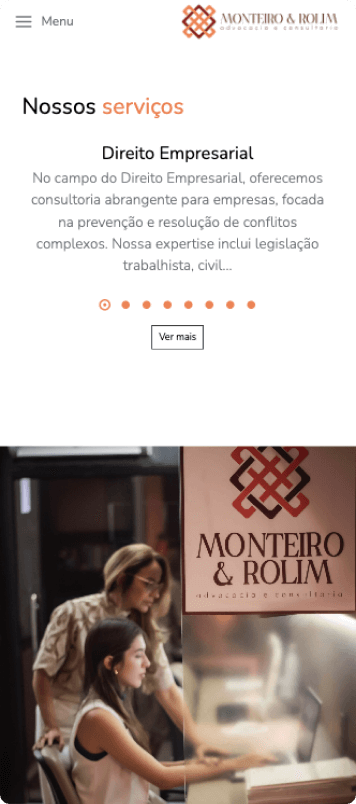 Menu
MONTEIRO & ROLIM
advocacia e consultoria
Nossos serviços
Direito Empresarial
No campo do Direito Empresarial, oferecemos
consultoria abrangente para empresas, focada
na prevenção e resolução de conflitos
complexos. Nossa expertise inclui legislação
trabalhista, civil...
Ver mais
MONTEIRO
& ROLIM
advocacia e consultoria